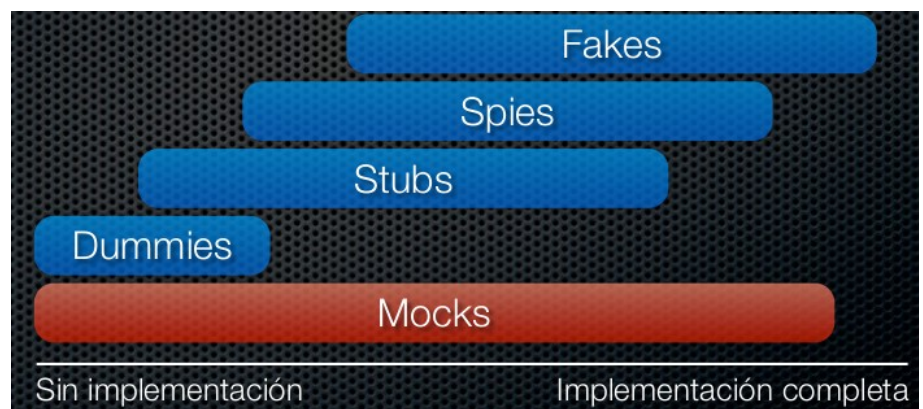 Fakes
Spies
Stubs
Dummies
Mocks
Sin implementación Implementación completa